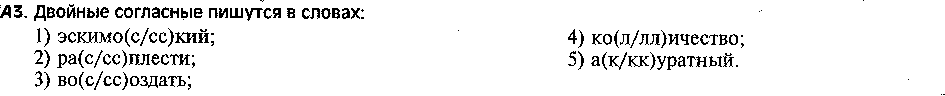 А3. Двойные согласные пишутся в словах:
1) эскимо(с/сс)кий;
2) ра(с/сс)плести;
3) во(с/сс)оздать;
4) ко(л/лл)ичество;
5) а(к/кк)уратный.